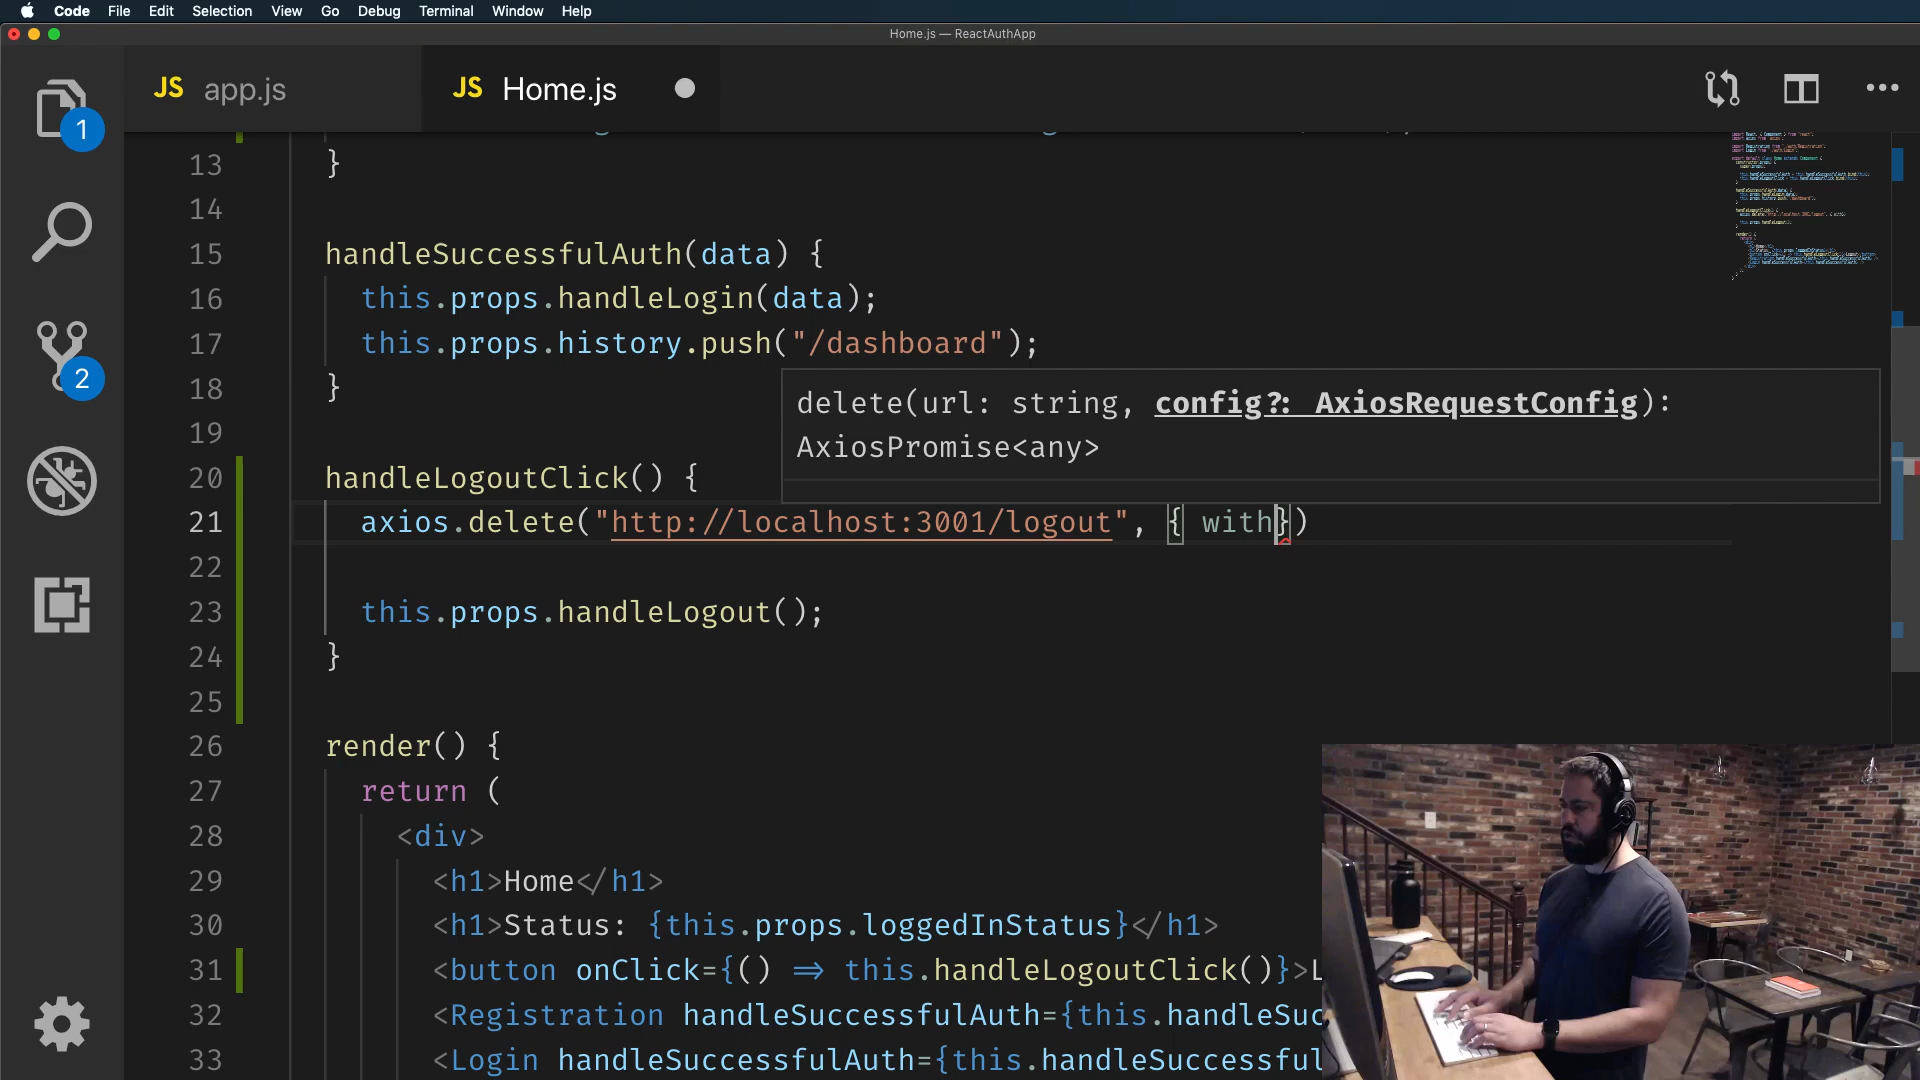 Code File Edit Selection View Go Debug Terminal Window Help
Home.js — ReactAuthApp
JS app.js JS Home.js
1
2
13 }
14
15 handleSuccessfulAuth(data) {
16 this.props.handleLogin(data);
17 this.props.history.push("/dashboard");
18 }
delete(url: string, config?: AxiosRequestConfig):
AxiosPromise<any>
19
20 handleLogoutClick() {
21 axios.delete("http://localhost:3001/logout", { with})
22
23 this.props.handleLogout();
24 }
25
26 render() {
27 return (
28 <div>
29 <h1>Home</h1>
30 <h1>Status: {this.props.loggedInStatus}</h1>
31 <button onClick={() => this.handleLogoutClick()}>L
32 <Registration handleSuccessfulAuth={this.handleSuc
33 <Login handleSuccessfulAuth={this.handleSuccessful